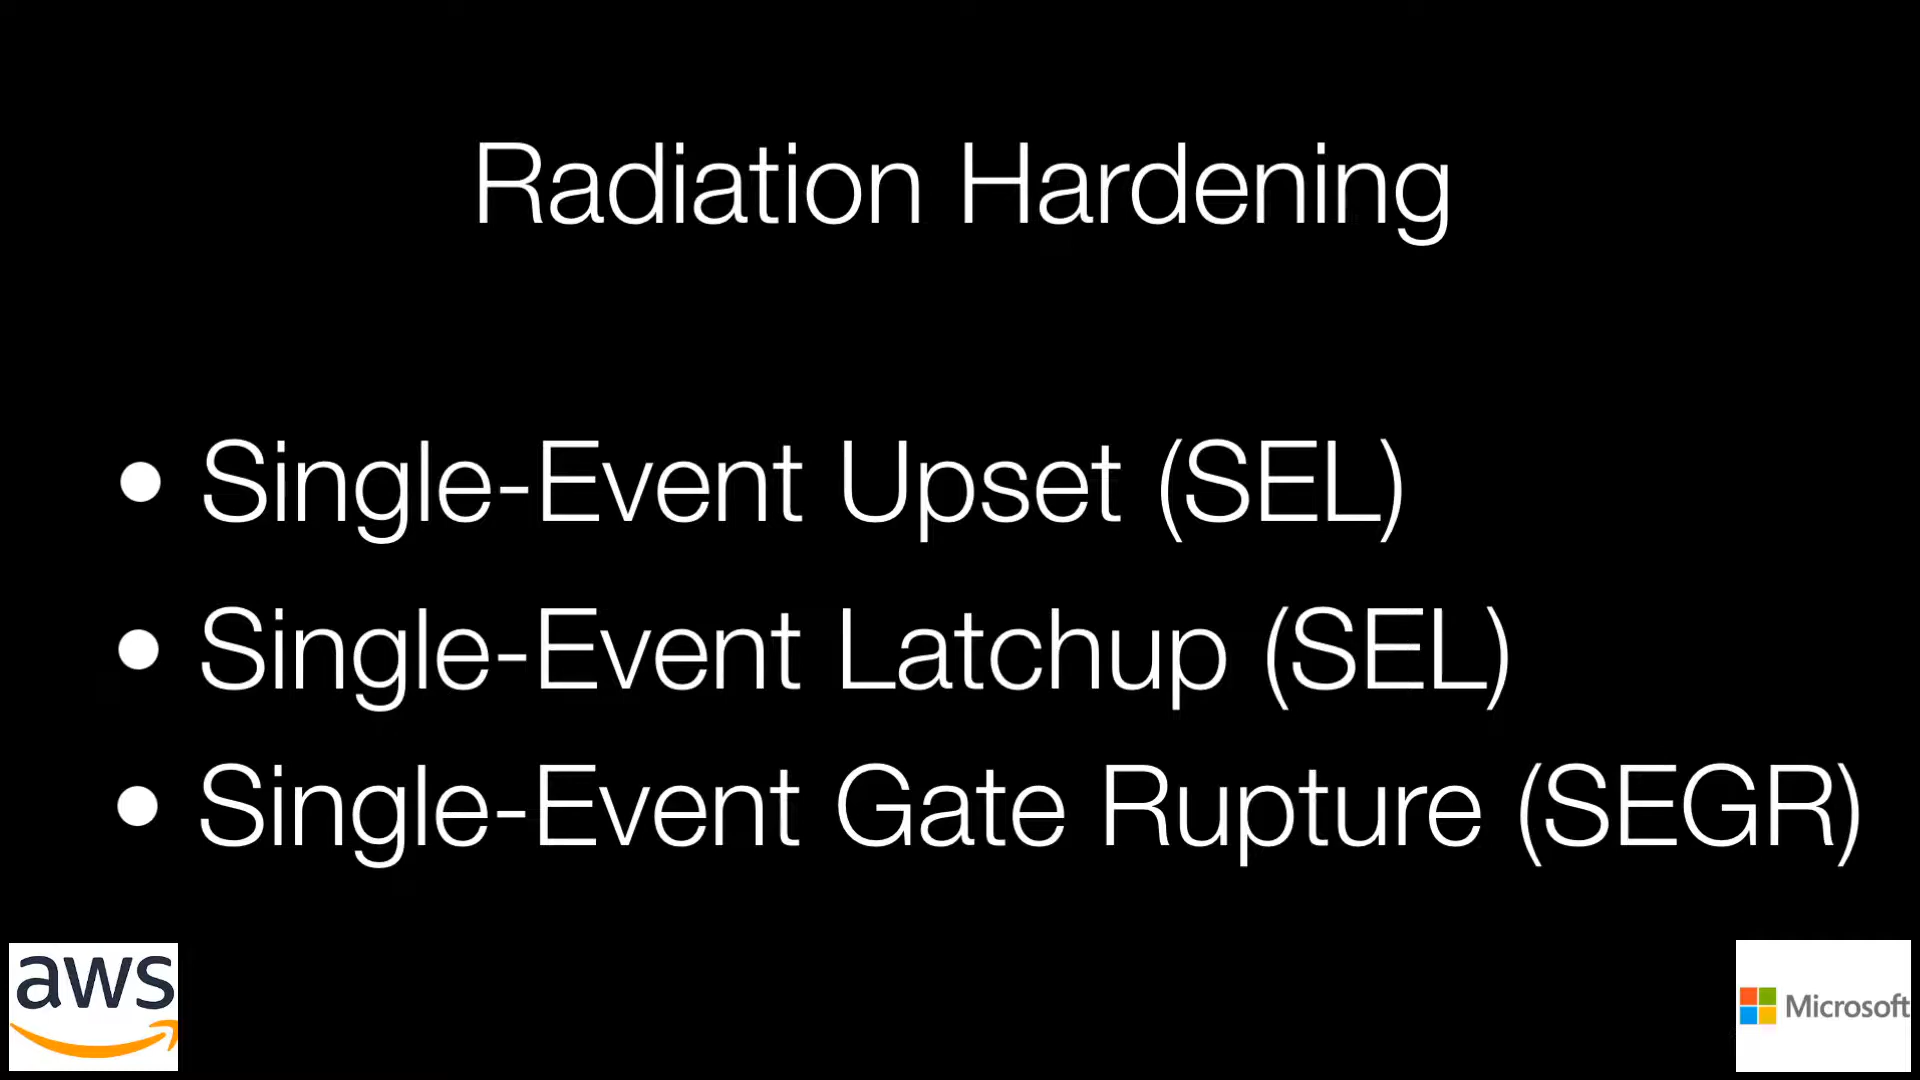 Radiation Hardening
• Single-Event Upset (SEL)
• Single-Event Latchup (SEL)
• Single-Event Gate Rupture (SEGR)
aws
Microsoft